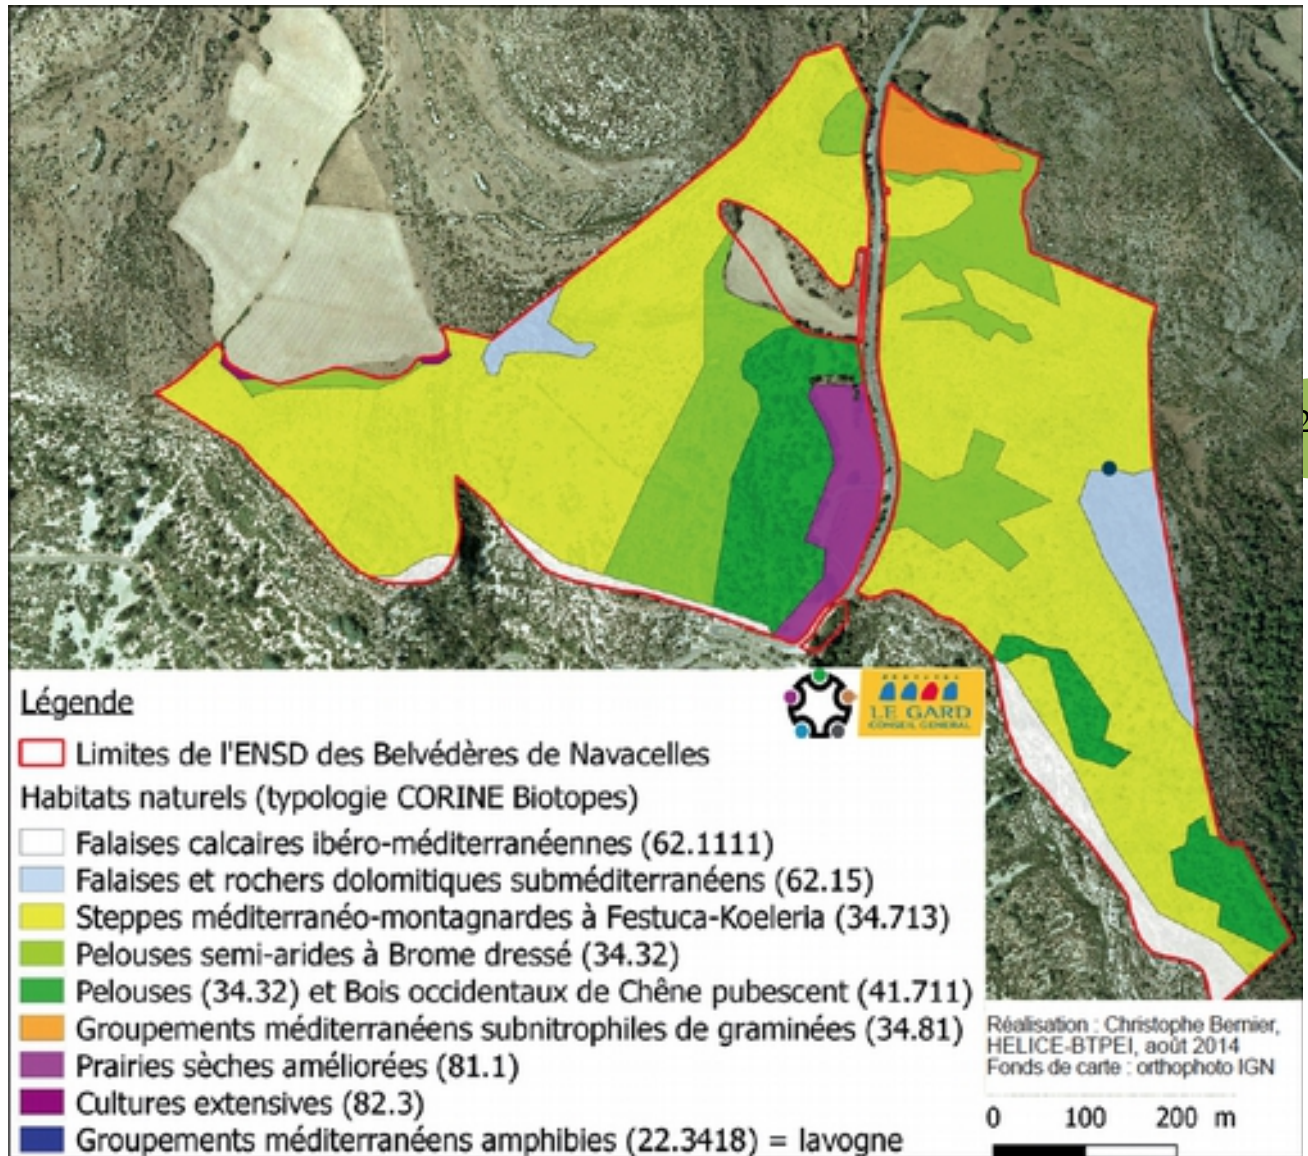 Légende
Limites de l'ENSD des Belvédères de Navacelles
Habitats naturels (typologie CORINE Biotopes)
Falaises calcaires ibéro-méditerranéennes (62.1111)
Falaises et rochers dolomitiques subméditerranéens (62.15)
Steppes méditerranéo-montagnardes à Festuca-Koeleria (34.713)
Pelouses semi-arides à Brome dressé (34.32)
Pelouses (34.32) et Bois occidentaux de Chêne pubescent (41.711)
Groupements méditerranéens subnitrophiles de graminées (34.81)
Prairies sèches améliorées (81.1)
Cultures extensives (82.3)
Groupements méditerranéens amphibies (22.3418) = lavogne
LE GARD
CONSEIL GENERAL
Réalisation : Christophe Bernier,
HELICE-BTPEI, août 2014
Fonds de carte : orthophoto IGN
0 100 200 m
2